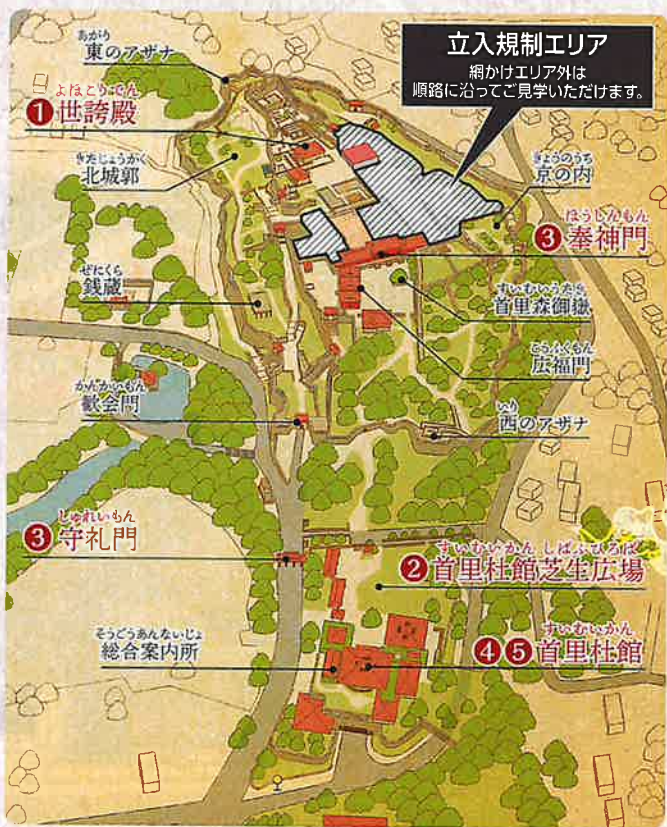 立入規制エリア
網かけエリア外は
順路に沿ってご見学いただけます。
あがり
東のアザナ
よほこりでん
❶世誇殿
きたじょうかく
北城郭
きょうのうち
京の内
ほうしんもん
❸奉神門
ぜにくら
銭蔵
すいむいうたき
首里森御嶽
こうふくもん
広福門
かんかいもん
歓会門
いり
西のアザナ
しゅれいもん
❸守礼門
すいむいかん しばふひろば
❷首里杜館芝生広場
そうごうあんないじょ
総合案内所
すいむいかん
❹❺首里杜館